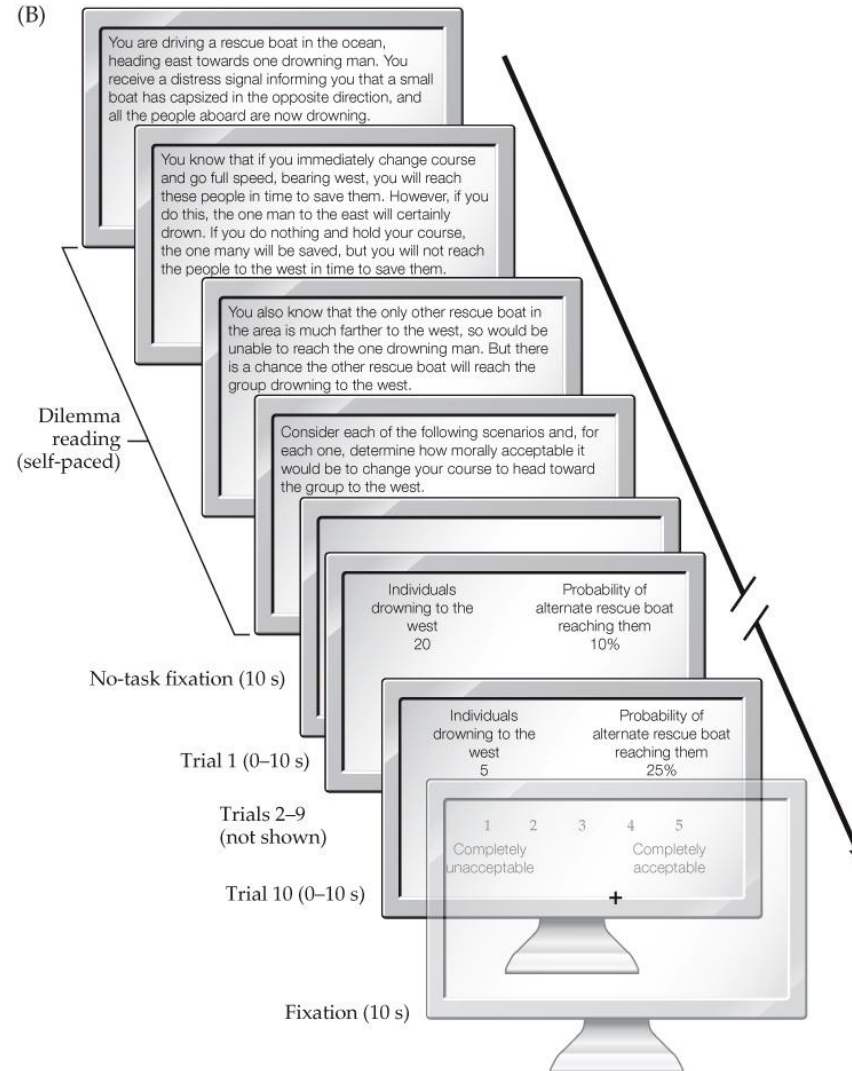 (B)
You are driving a rescue boat in the ocean,
heading east towards one drowning man. You
receive a distress signal informing you that a small
boat has capsized in the opposite direction, and
all the people aboard are now drowning.
You know that if you immediately change course
and go full speed, bearing west, you will reach
these people in time to save them. However, if you
do this, the one man to the east will certainly
drown. If you do nothing and hold your course,
the one many will be saved, but you will not reach
the people to the west in time to save them.
You also know that the only other rescue boat in
the area is much farther to the west, so would be
unable to reach the one drowning man. But there
is a chance the other rescue boat will reach the
group drowning to the west.
Consider each of the following scenarios and, for
each one, determine how morally acceptable it
would be to change your course to head toward
the group to the west.
Dilemma
reading
(self-paced)
Individuals
drowning to the
west
20
Probability of
alternate rescue boat
reaching them
10%
No-task fixation (10 s)
Individuals
drowning to the
west
5
Probability of
alternate rescue boat
reaching them
25%
Trial 1 (0–10 s)
Trials 2–9
(not shown)
1 2 3 4 5
Completely
unacceptable
Completely
acceptable
Trial 10 (0–10 s)
+
Fixation (10 s)